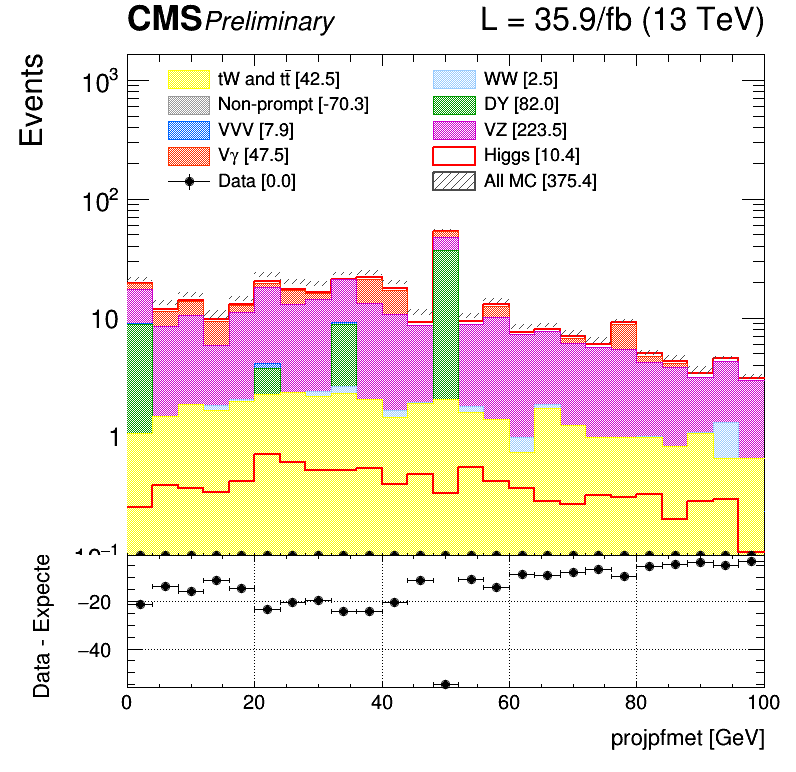 CMS Preliminary L = 35.9/fb (13 TeV)
Events
tW and tt̄ [42.5] WW [2.5]
Non-prompt [-70.3] DY [82.0]
VVV [7.9] VZ [223.5]
Vγ [47.5] Higgs [10.4]
Data [0.0] All MC [375.4]
10³
10²
10
1
10⁻¹
Data - Expecte
−20
−40
0 20 40 60 80 100
projpfmet [GeV]